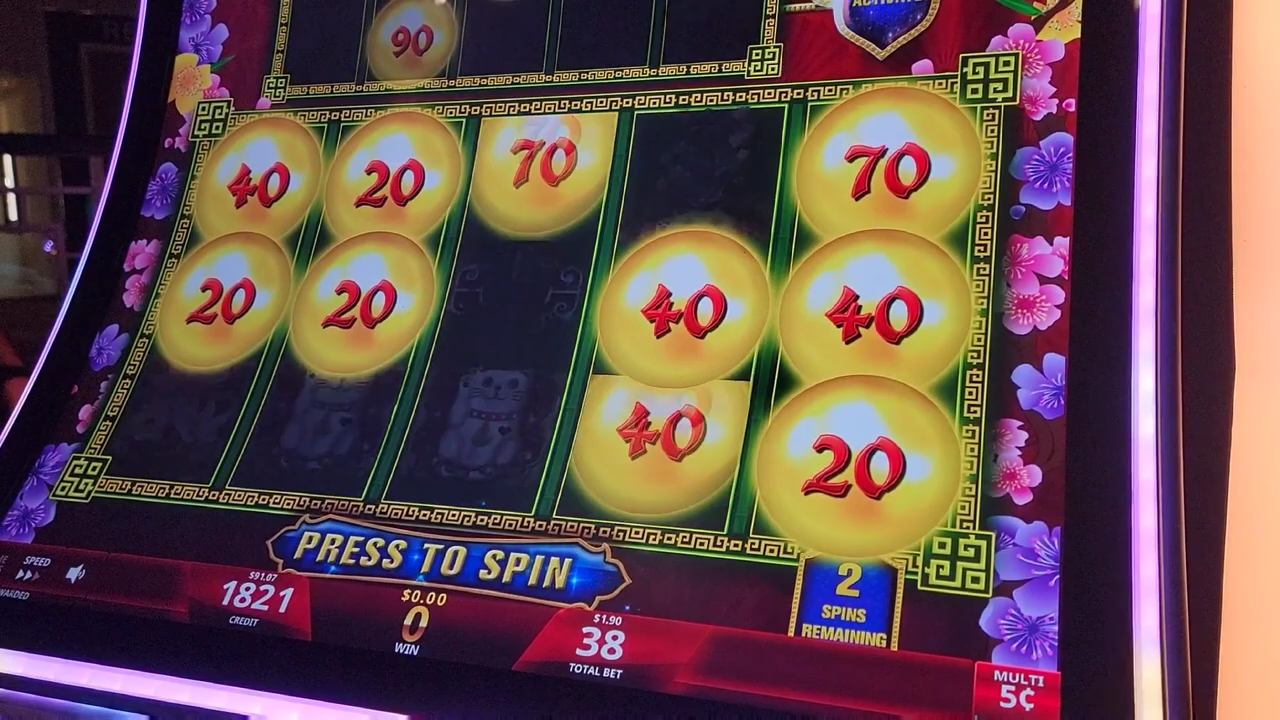 ACTIVATE
90
40 20 70 70
20 20 40 40
40 20
PRESS TO SPIN
2
SPINS
REMAINING
SPEED
$91.07
1821
CREDIT
$0.00
0
WIN
$1.90
38
TOTAL BET
MULTI
5¢